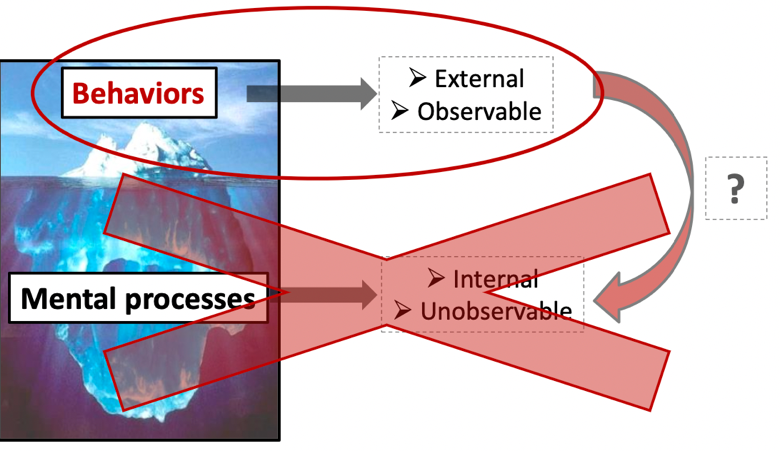 Behaviors
➢ External
➢ Observable
?
Mental processes
➢ Internal
➢ Unobservable